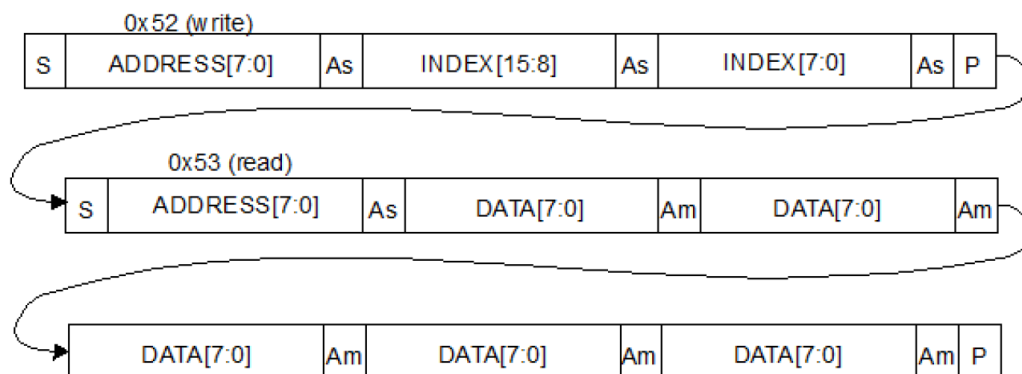 0x52 (write)
S ADDRESS[7:0] As INDEX[15:8] As INDEX[7:0] As P
0x53 (read)
S ADDRESS[7:0] As DATA[7:0] Am DATA[7:0] Am
DATA[7:0] Am DATA[7:0] Am DATA[7:0] Am P